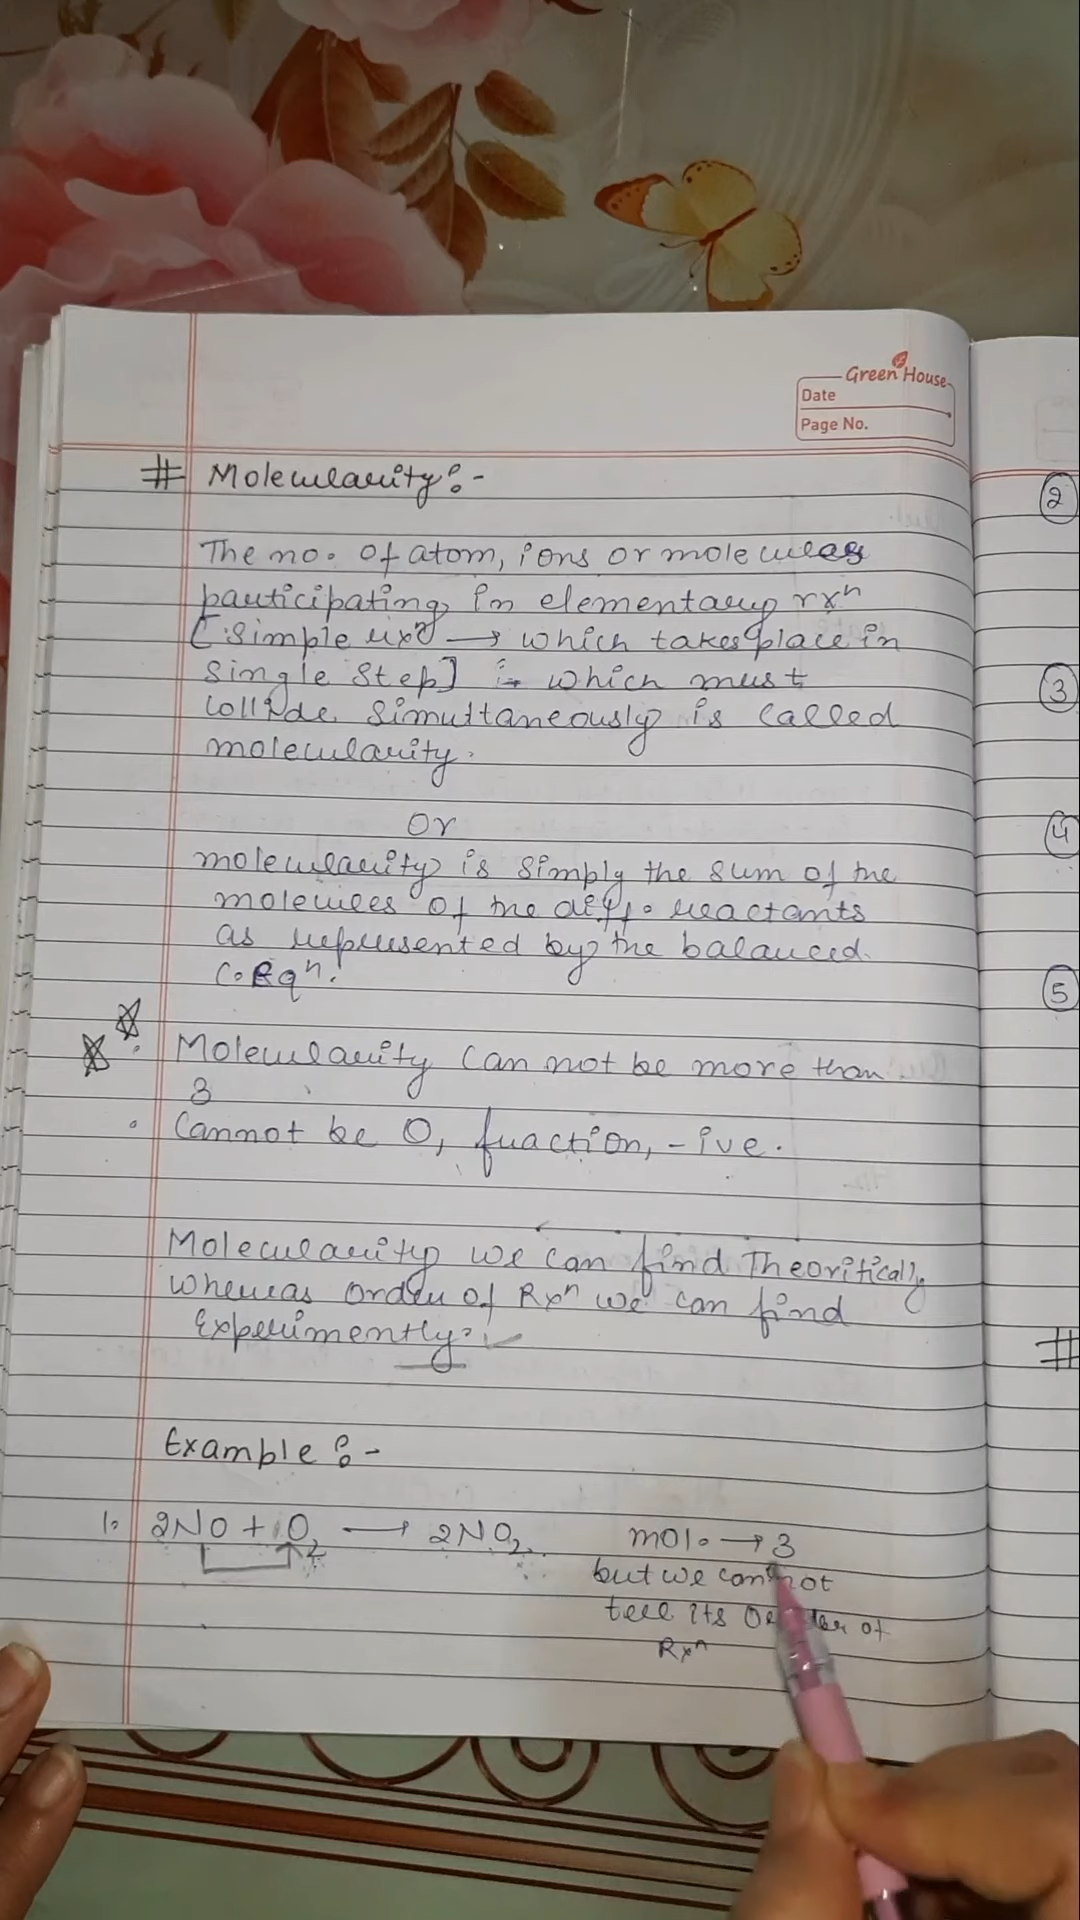 Green House
Date
Page No.
# Molecularity :-
The no. of atom, ions or molecules
participating in elementary rxⁿ
[Simple rxⁿ → which takes place in
Single Step] : which must
Collide Simultaneously is called
molecularity.
Or
molecularity is simply the sum of the
molecules of the diff. reactants
as represented by the balanced.
C. Eqⁿ.
Molecularity Can not be more than
3
Cannot be 0, fraction, -ive.
Molecularity we can find Theoritically
whereas order of Rxⁿ we can find
Experimently.
Example :-
1. 2NO + O₂ → 2NO₂. mol. → 3
but we can not
tell its Order of
Rxⁿ
2
3
4
5
#